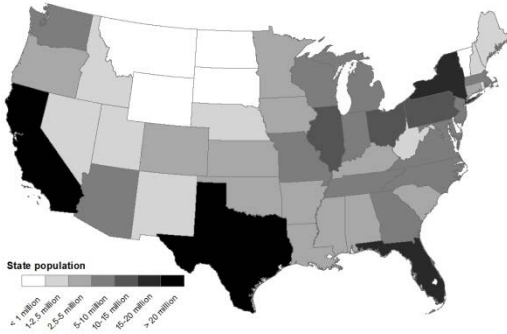 State population
< 1 million
1-2,5 million
2.5-5 million
5-10 million
10-15 million
15-20 million
> 20 million